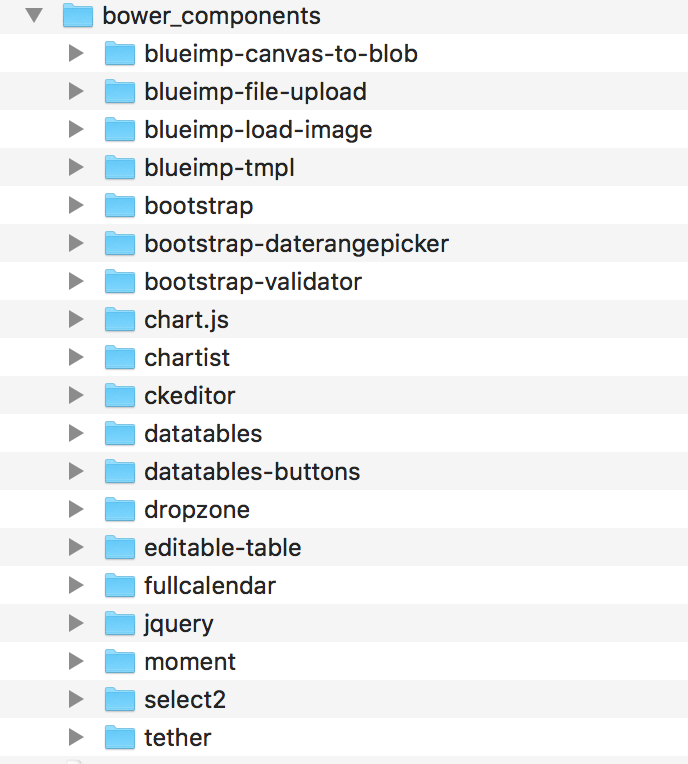 bower_components
blueimp-canvas-to-blob
blueimp-file-upload
blueimp-load-image
blueimp-tmpl
bootstrap
bootstrap-daterangepicker
bootstrap-validator
chart.js
chartist
ckeditor
datatables
datatables-buttons
dropzone
editable-table
fullcalendar
jquery
moment
select2
tether